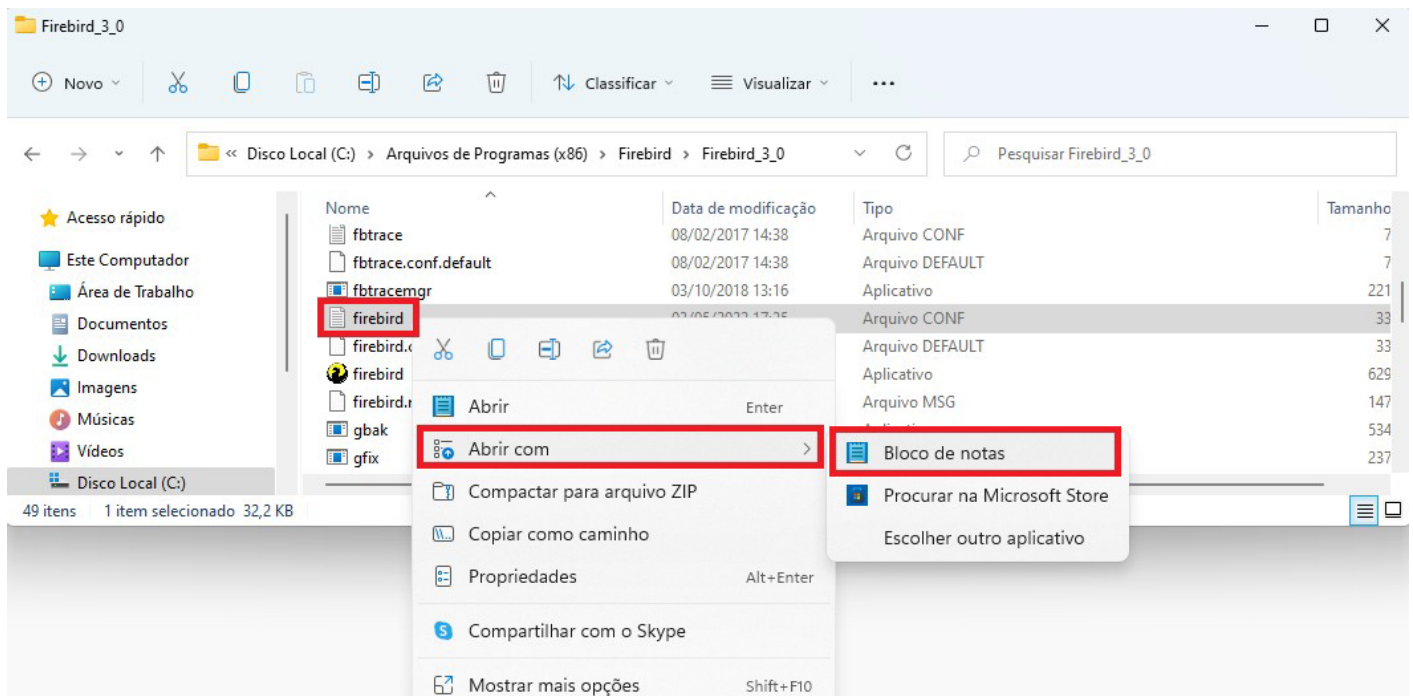 Firebird_3_0
Novo Classificar Visualizar
« Disco Local (C:) > Arquivos de Programas (x86) > Firebird > Firebird_3_0 Pesquisar Firebird_3_0
Acesso rápido
Este Computador
Área de Trabalho
Documentos
Downloads
Imagens
Músicas
Vídeos
Disco Local (C:)
Nome Data de modificação Tipo Tamanho
fbtrace 08/02/2017 14:38 Arquivo CONF 7
fbtrace.conf.default 08/02/2017 14:38 Arquivo DEFAULT 7
fbtracemgr 03/10/2018 13:16 Aplicativo 221
firebird Arquivo CONF 33
Arquivo DEFAULT 33
firebird Aplicativo 629
Arquivo MSG 147
gbak 534
gfix 237
Abrir Enter
Abrir com >
Compactar para arquivo ZIP
Copiar como caminho
Propriedades Alt+Enter
Compartilhar com o Skype
Mostrar mais opções Shift+F10
Bloco de notas
Procurar na Microsoft Store
Escolher outro aplicativo
49 itens 1 item selecionado 32,2 KB